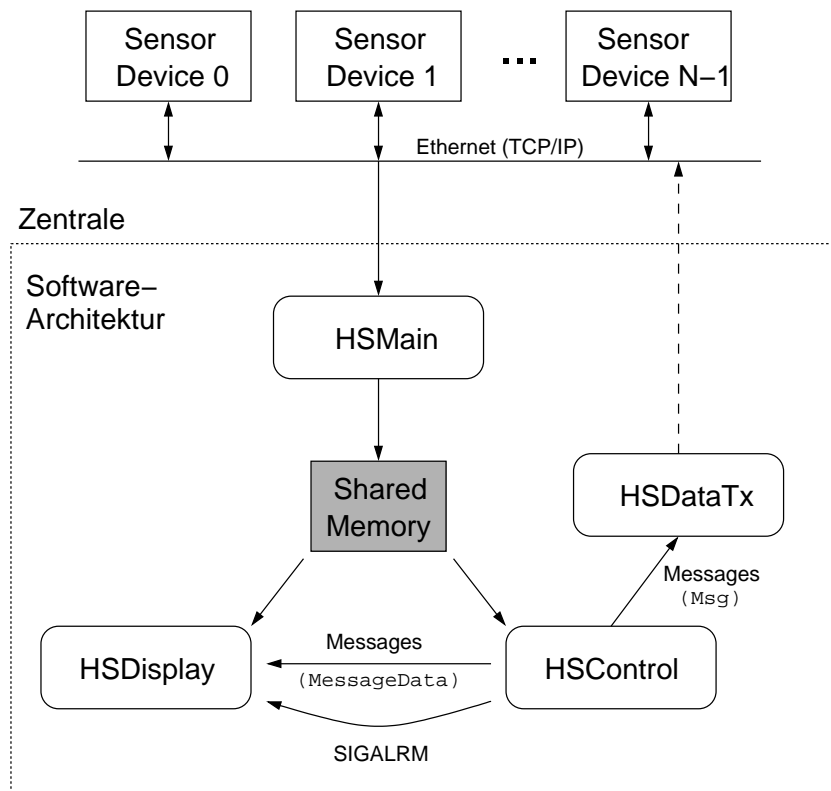 Sensor
Device 0
Sensor
Device 1
...
Sensor
Device N−1
Ethernet (TCP/IP)
Zentrale
Software−
Architektur
HSMain
Shared
Memory
HSDataTx
Messages
(Msg)
HSDisplay
Messages
(MessageData)
HSControl
SIGALRM